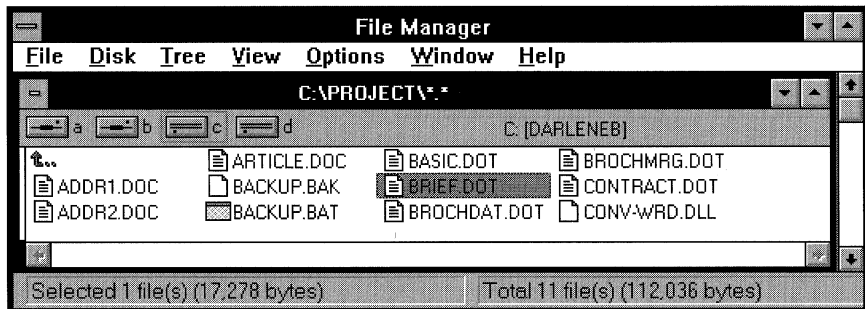 File Manager
File Disk Tree View Options Window Help
C:\PROJECT\*.*
a b c d C: [DARLENEB]
.. ARTICLE.DOC BASIC.DOT BROCHMRG.DOT
ADDR1.DOC BACKUP.BAK BRIEF.DOT CONTRACT.DOT
ADDR2.DOC BACKUP.BAT BROCHDAT.DOT CONV-WRD.DLL
Selected 1 file(s) (17,278 bytes) Total 11 file(s) (112,036 bytes)